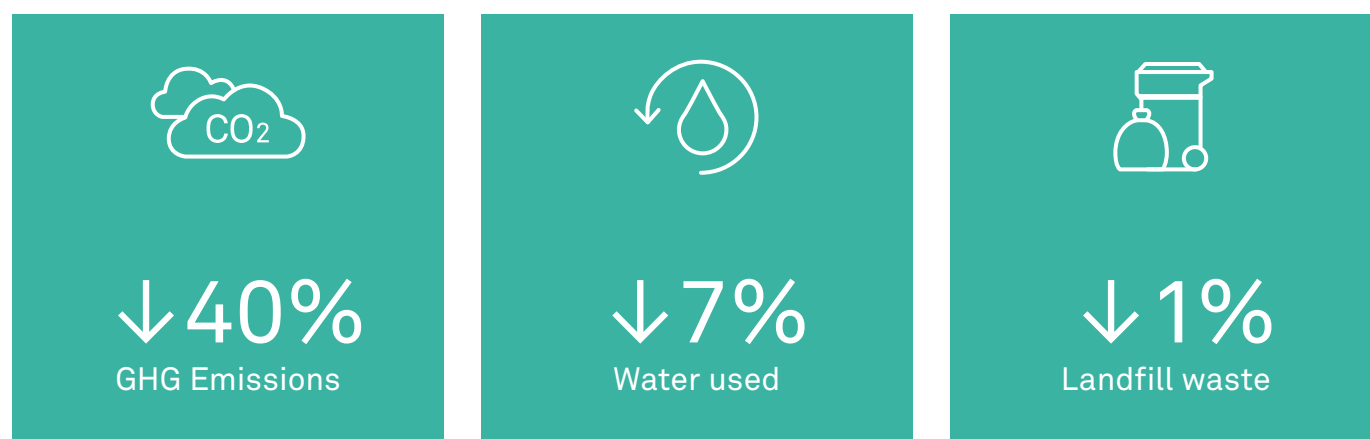 CO2
↓40%
GHG Emissions
↓7%
Water used
↓1%
Landfill waste